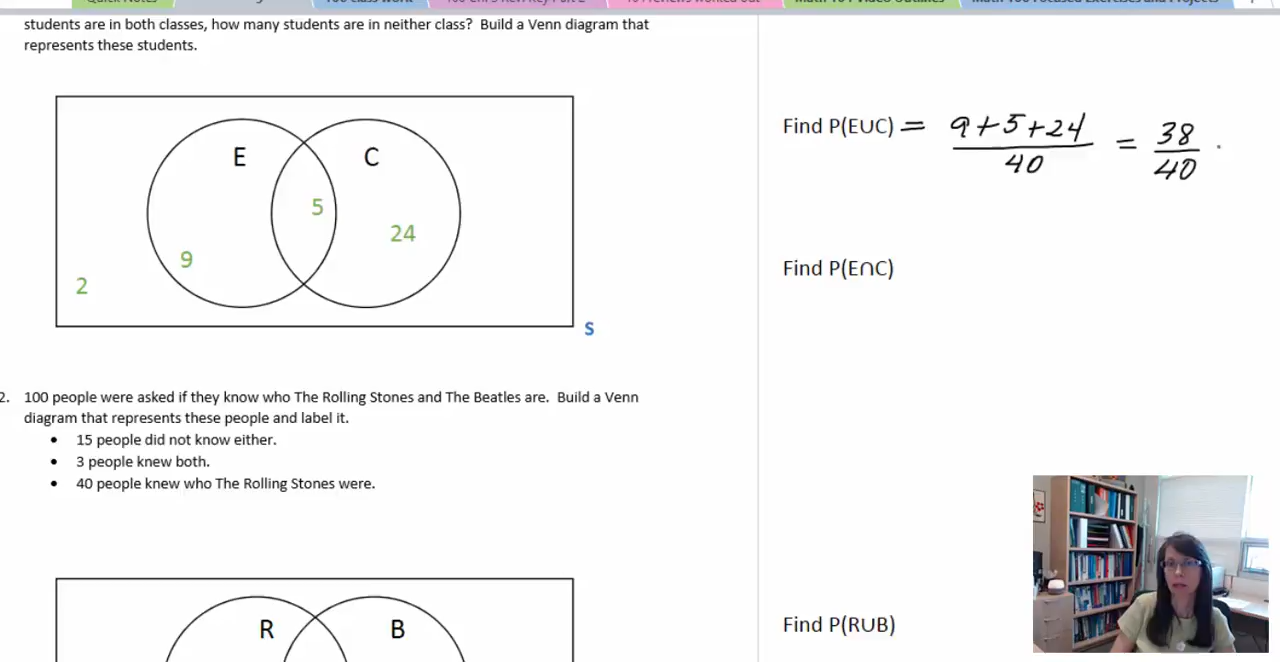 students are in both classes, how many students are in neither class? Build a Venn diagram that
represents these students.
E
C
5
24
9
2
S
Find P(EUC) = 9+5+24/40 = 38/40
Find P(E∩C)
2. 100 people were asked if they know who The Rolling Stones and The Beatles are. Build a Venn
diagram that represents these people and label it.
• 15 people did not know either.
• 3 people knew both.
• 40 people knew who The Rolling Stones were.
R
B
Find P(RUB)